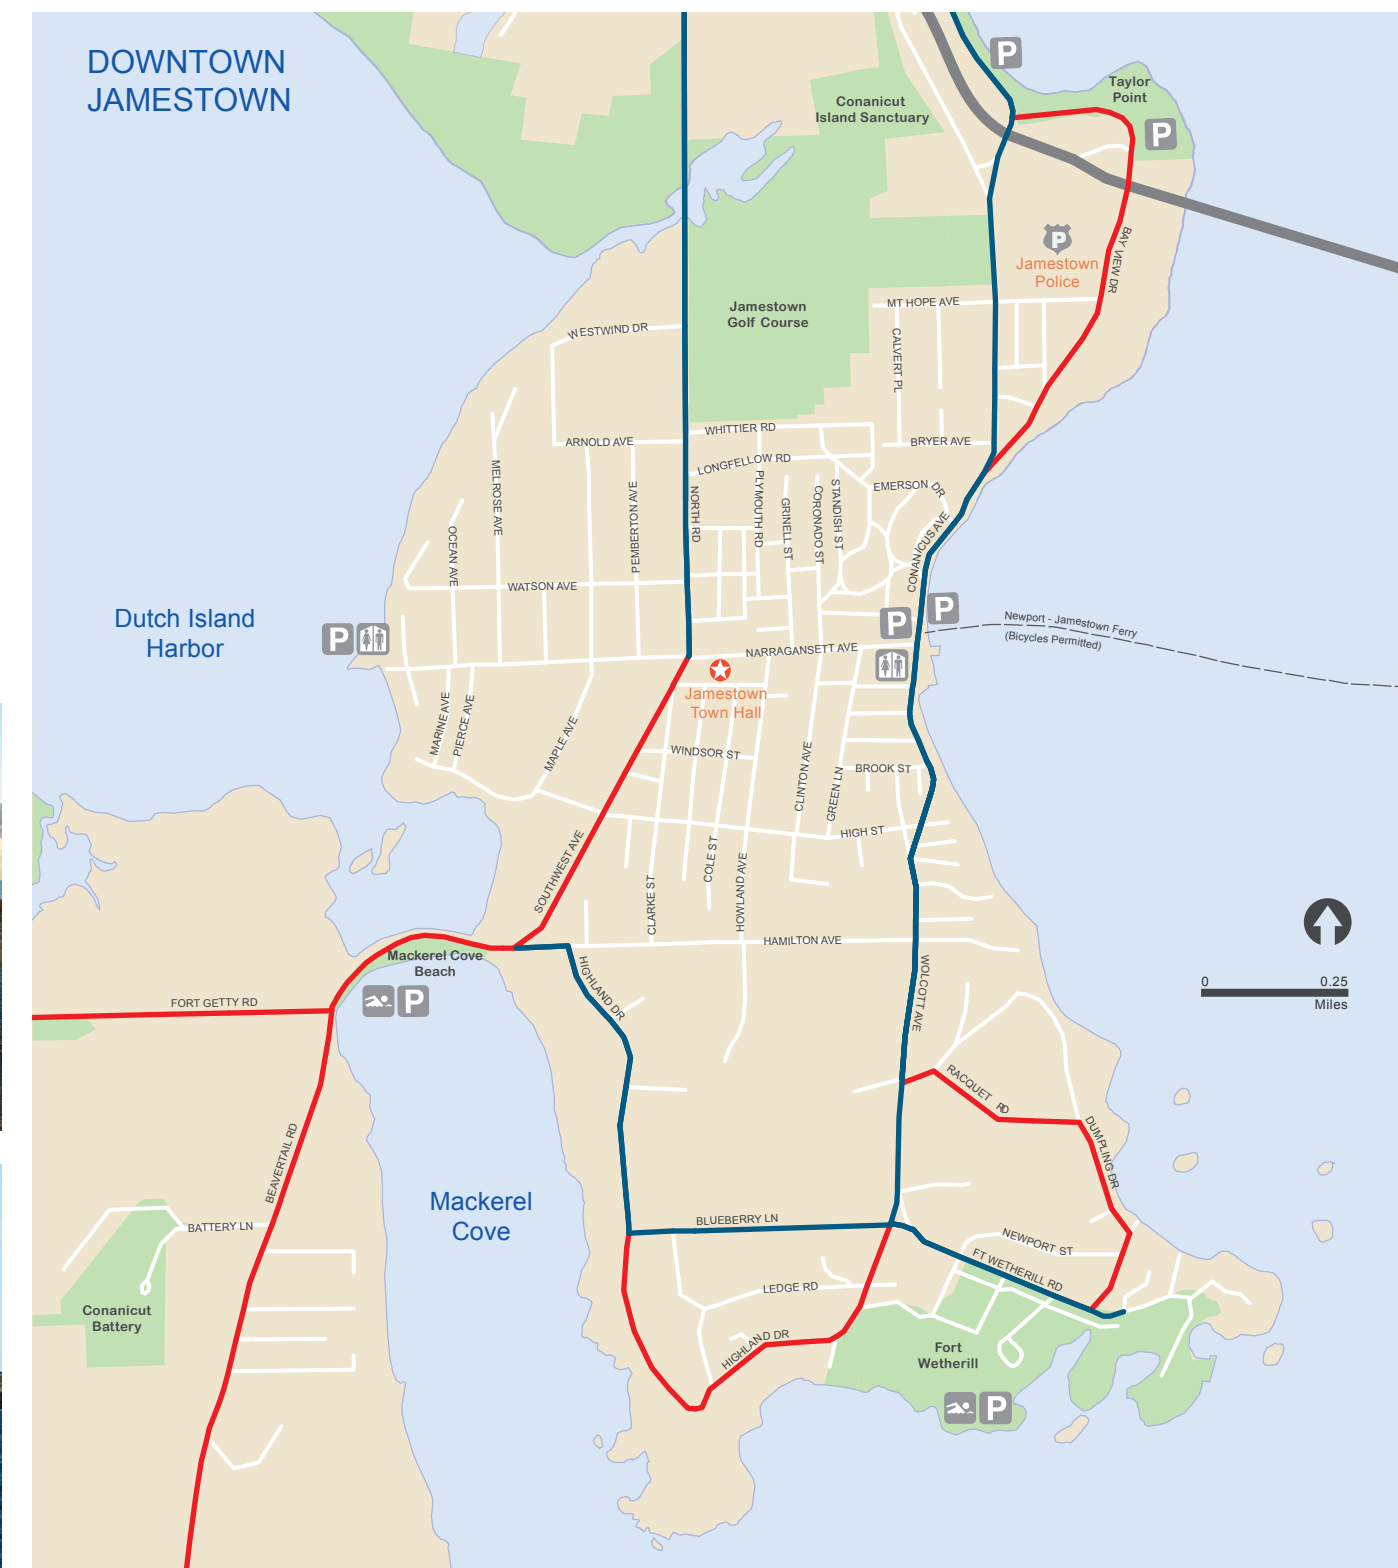 DOWNTOWN
JAMESTOWN
P
Taylor
Point
Conanicut
Island Sanctuary
P
BAY VIEW DR
P
Jamestown
Police
MT HOPE AVE
Jamestown
Golf Course
WESTWIND DR
CALVERT PL
WHITTIER RD
ARNOLD AVE
BRYER AVE
LONGFELLOW RD
MELROSE AVE
PEMBERTON AVE
NORTH RD
PLYMOUTH RD
GRINELL ST
CORONADO ST
STANDISH ST
EMERSON DR
OCEAN AVE
CONANICUS AVE
WATSON AVE
Dutch Island
Harbor
P
P
P
Newport - Jamestown Ferry
(Bicycles Permitted)
NARRAGANSETT AVE
Jamestown
Town Hall
MARINE AVE
PIERCE AVE
MAPLE AVE
WINDSOR ST
CLINTON AVE
GREEN LN
BROOK ST
HIGH ST
SOUTHWEST AVE
CLARKE ST
COLE ST
HOWLAND AVE
HAMILTON AVE
Mackerel Cove
Beach
P
HIGHLAND DR
WOLCOTT AVE
0 0.25
Miles
FORT GETTY RD
RACQUET RD
DUMPLING DR
BEAVERTAIL RD
Mackerel
Cove
BATTERY LN
BLUEBERRY LN
NEWPORT ST
FT WETHERILL RD
LEDGE RD
Conanicut
Battery
HIGHLAND DR
Fort
Wetherill
P